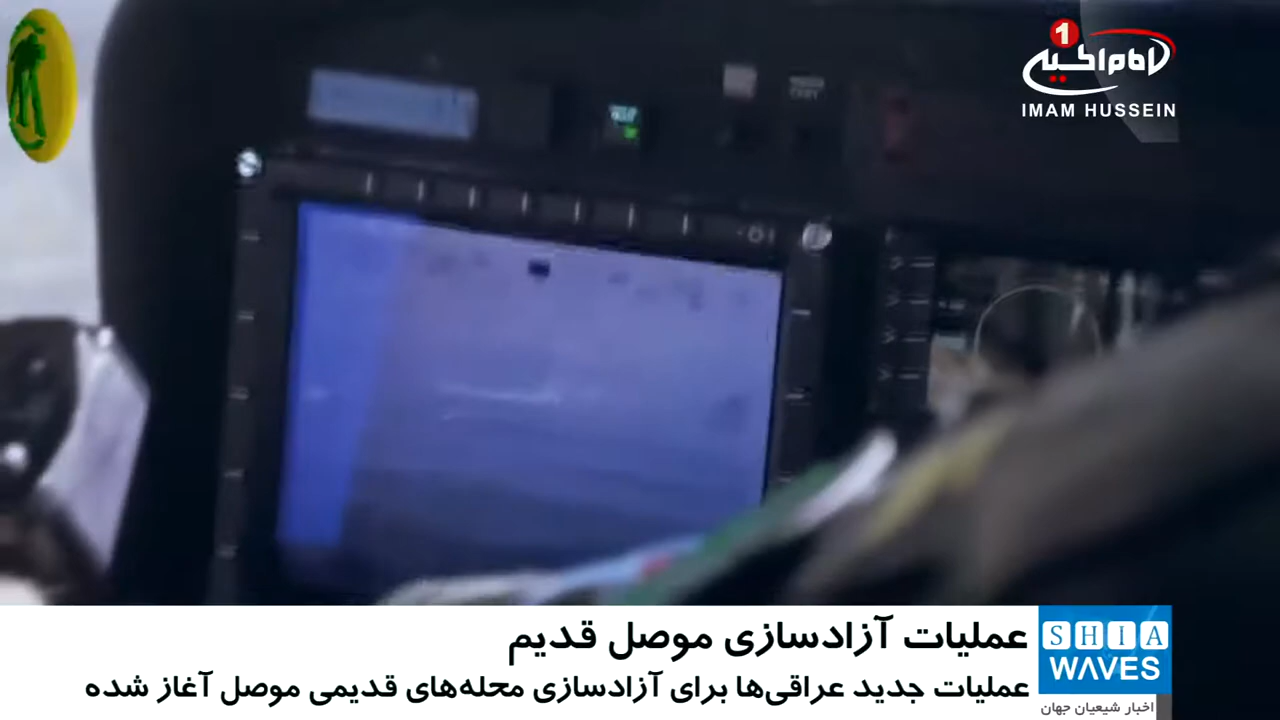 1
امام حسین
IMAM HUSSEIN
عملیات آزادسازی موصل قدیم
عملیات جدید عراقی‌ها برای آزادسازی محله‌های قدیمی موصل آغاز شده
SHIA
WAVES
اخبار شیعیان جهان